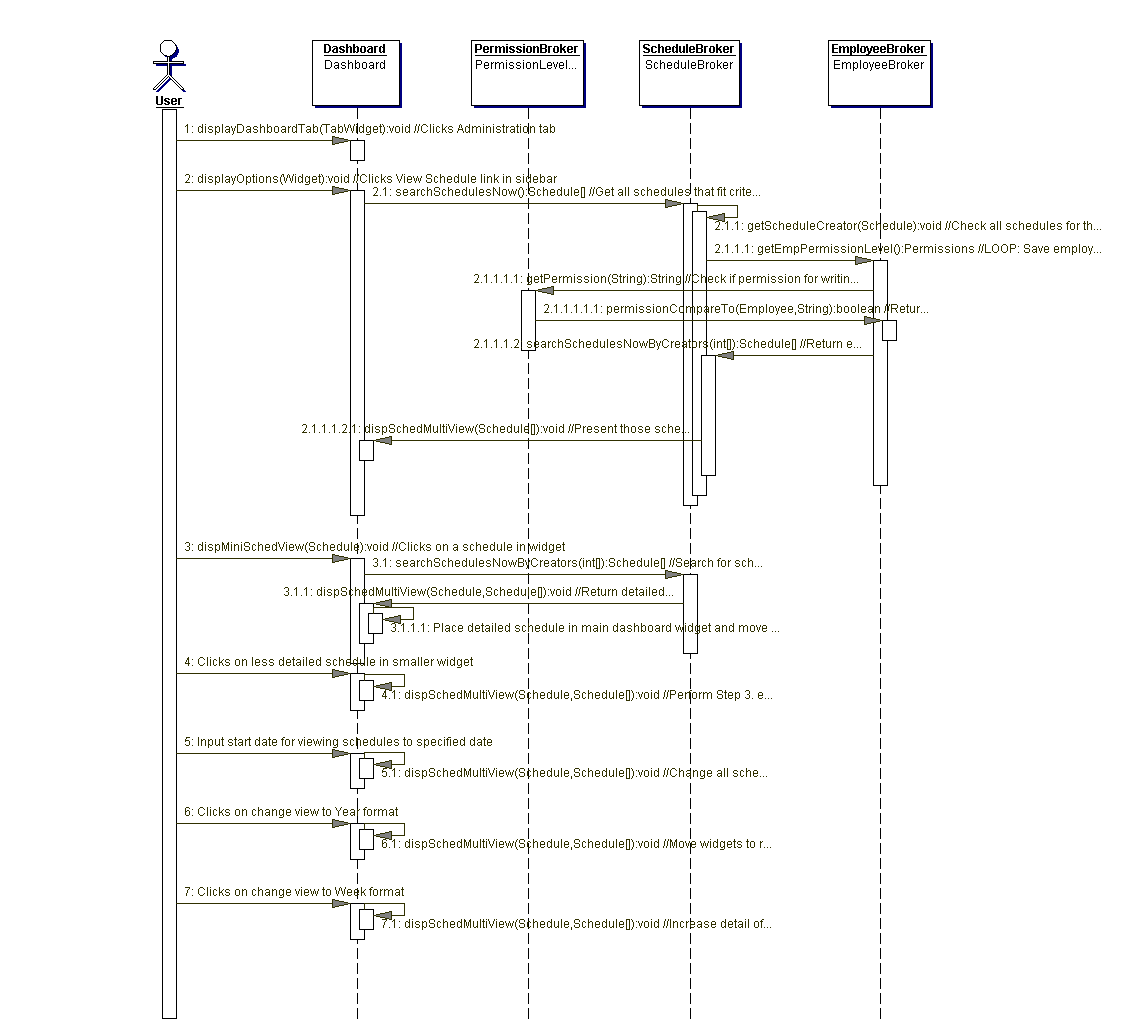 Dashboard
Dashboard
PermissionBroker
PermissionLevel...
ScheduleBroker
ScheduleBroker
EmployeeBroker
EmployeeBroker
User
1: displayDashboardTab(TabWidget):void //Clicks Administration tab
2: displayOptions(Widget):void //Clicks View Schedule link in sidebar
2.1: searchSchedulesNow():Schedule[] //Get all schedules that fit crite...
2.1.1: getScheduleCreator(Schedule):void //Check all schedules for th...
2.1.1.1: getEmpPermissionLevel():Permissions //LOOP: Save employ...
2.1.1.1.1: getPermission(String):String //Check if permission for writin...
2.1.1.1.1.1: permissionCompareTo(Employee,String):boolean //Retur...
2.1.1.1.2: searchSchedulesNowByCreators(int[]):Schedule[] //Return e...
2.1.1.1.2.1: dispSchedMultiView(Schedule[]):void //Present those sche...
3: dispMiniSchedView(Schedule):void //Clicks on a schedule in widget
3.1: searchSchedulesNowByCreators(int[]):Schedule[] //Search for sch...
3.1.1: dispSchedMultiView(Schedule,Schedule[]):void //Return detailed...
3.1.1.1: Place detailed schedule in main dashboard widget and move ...
4: Clicks on less detailed schedule in smaller widget
4.1: dispSchedMultiView(Schedule,Schedule[]):void //Perform Step 3. e...
5: Input start date for viewing schedules to specified date
5.1: dispSchedMultiView(Schedule,Schedule[]):void //Change all sche...
6: Clicks on change view to Year format
6.1: dispSchedMultiView(Schedule,Schedule[]):void //Move widgets to r...
7: Clicks on change view to Week format
7.1: dispSchedMultiView(Schedule,Schedule[]):void //Increase detail of...